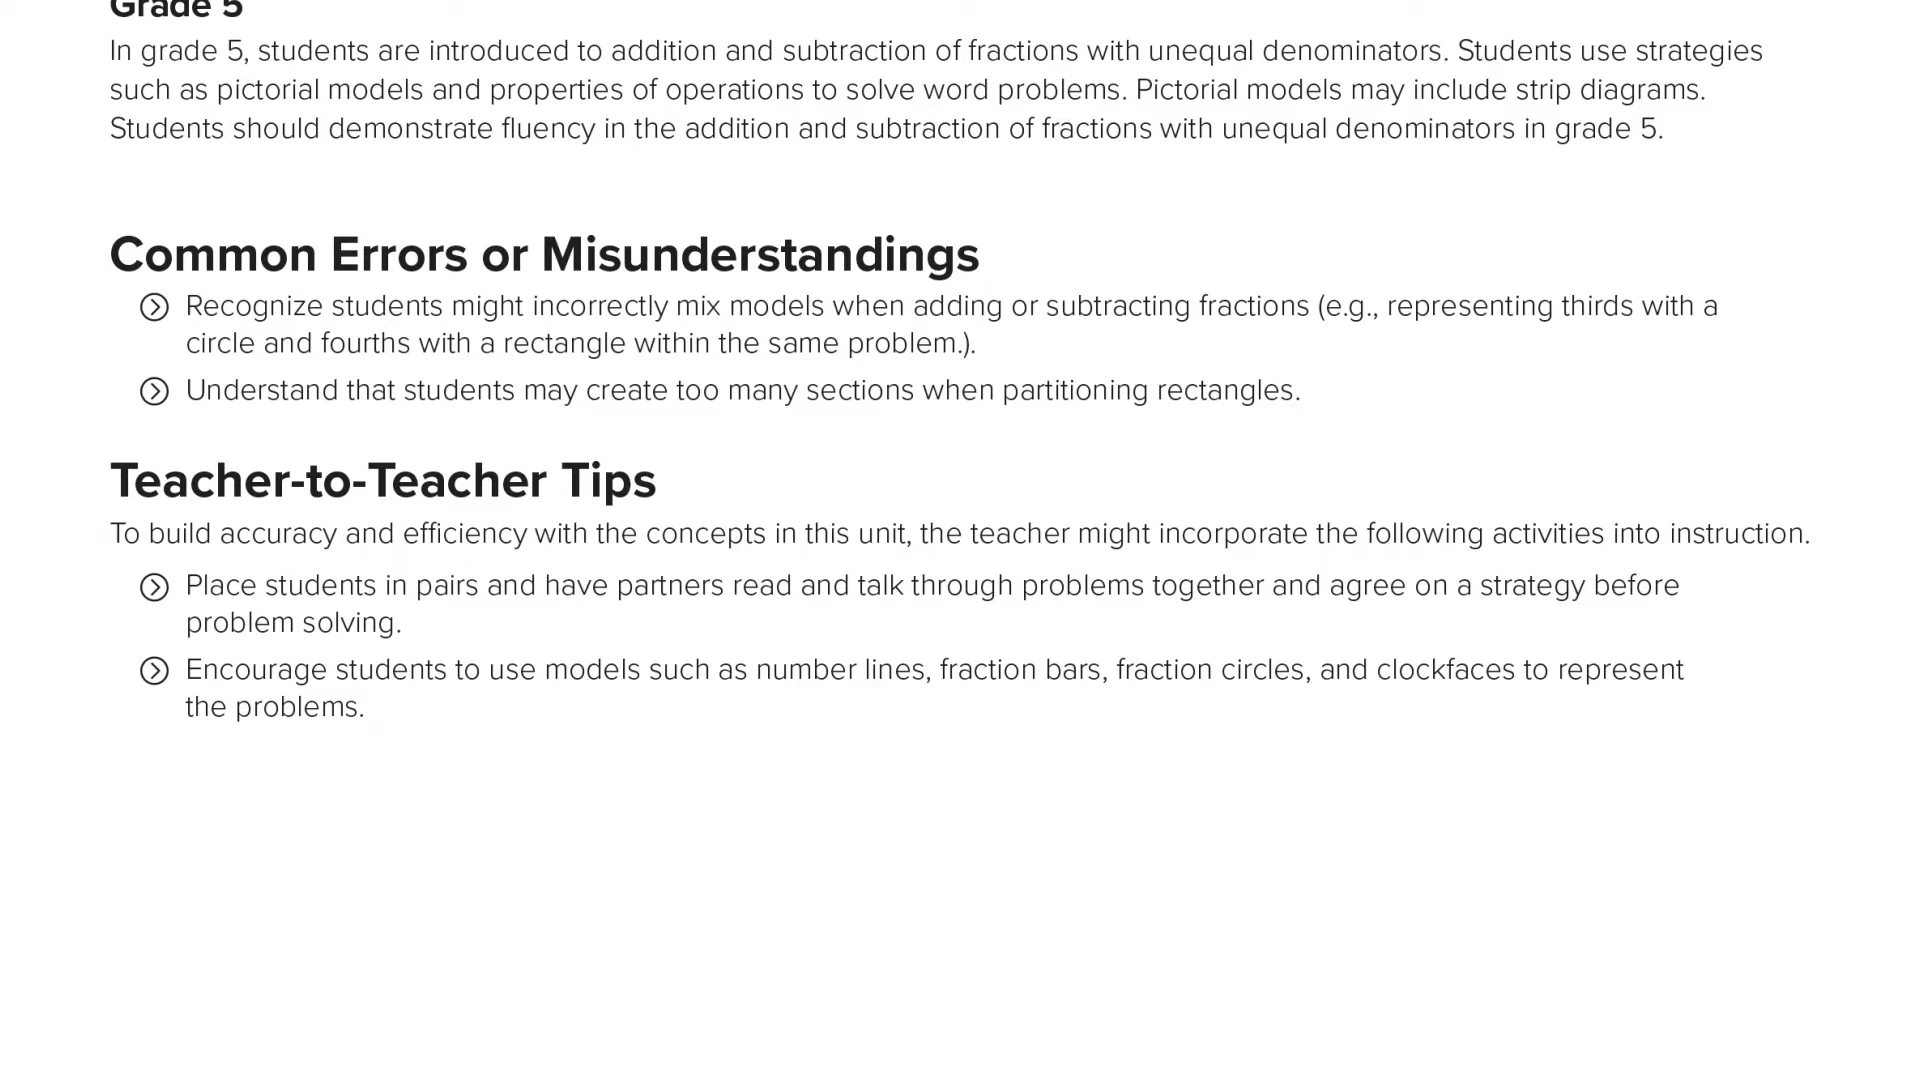 Grade 5
In grade 5, students are introduced to addition and subtraction of fractions with unequal denominators. Students use strategies
such as pictorial models and properties of operations to solve word problems. Pictorial models may include strip diagrams.
Students should demonstrate fluency in the addition and subtraction of fractions with unequal denominators in grade 5.
Common Errors or Misunderstandings
Recognize students might incorrectly mix models when adding or subtracting fractions (e.g., representing thirds with a
circle and fourths with a rectangle within the same problem.).
Understand that students may create too many sections when partitioning rectangles.
Teacher-to-Teacher Tips
To build accuracy and efficiency with the concepts in this unit, the teacher might incorporate the following activities into instruction.
Place students in pairs and have partners read and talk through problems together and agree on a strategy before
problem solving.
Encourage students to use models such as number lines, fraction bars, fraction circles, and clockfaces to represent
the problems.